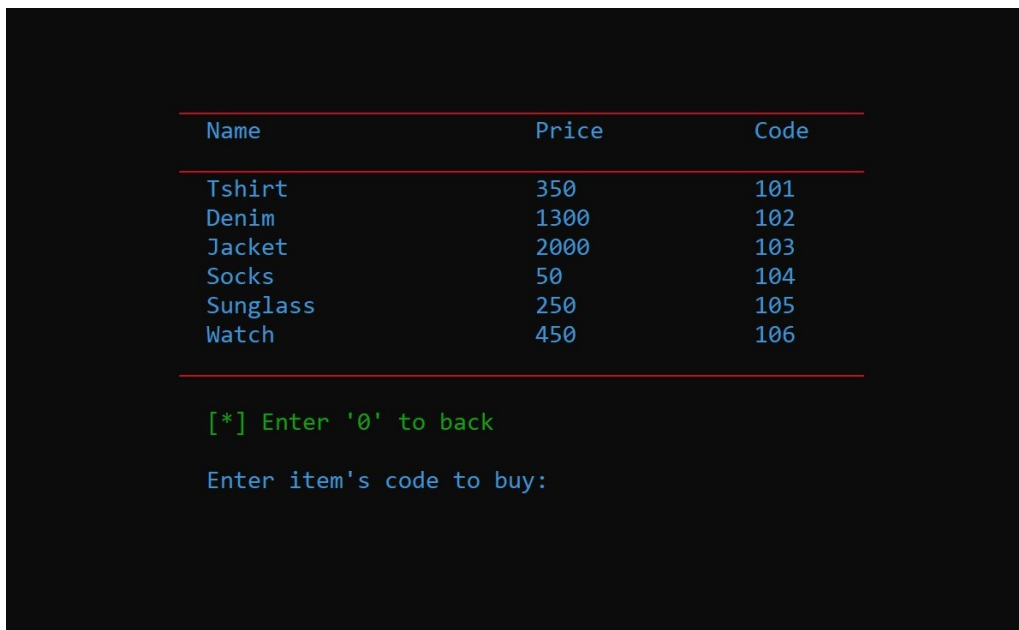 Name Price Code
Tshirt 350 101
Denim 1300 102
Jacket 2000 103
Socks 50 104
Sunglass 250 105
Watch 450 106
[*] Enter '0' to back
Enter item's code to buy: